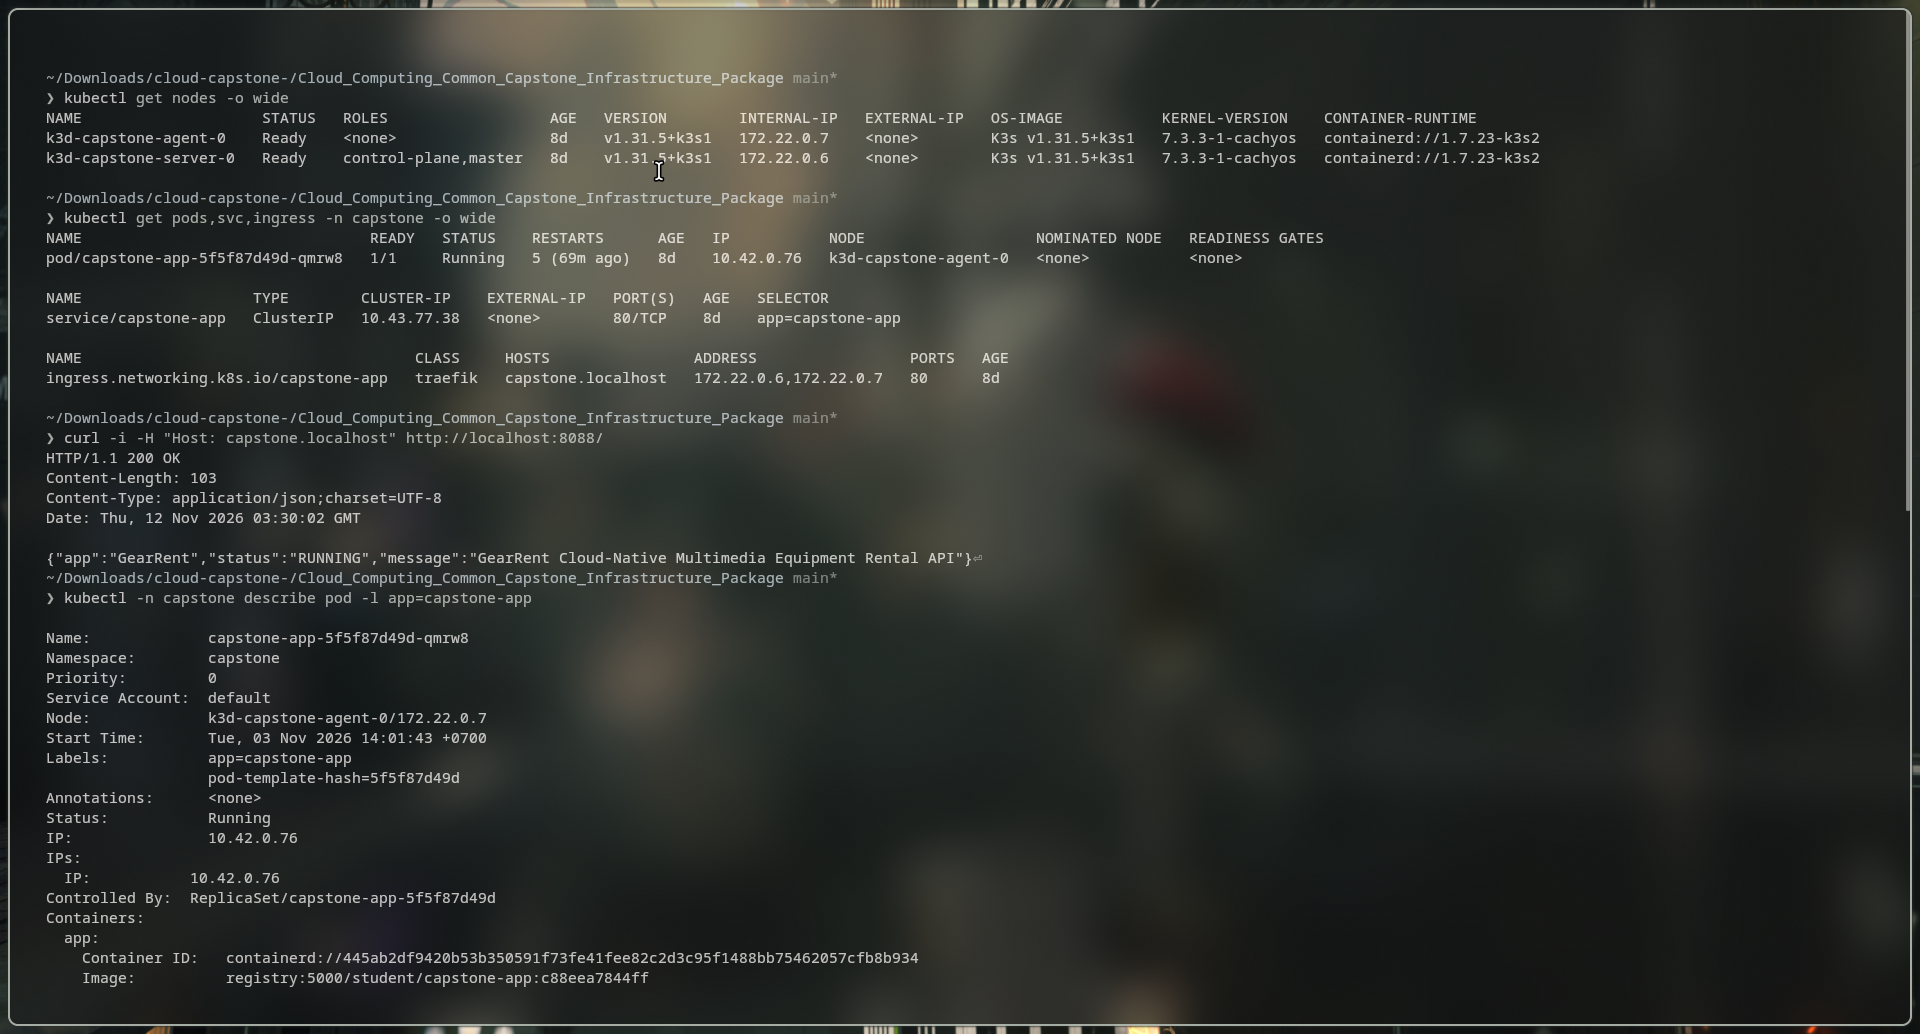 ~/Downloads/cloud-capstone-/Cloud_Computing_Common_Capstone_Infrastructure_Package main*
❯ kubectl get nodes -o wide
NAME                    STATUS   ROLES                  AGE   VERSION        INTERNAL-IP   EXTERNAL-IP   OS-IMAGE           KERNEL-VERSION    CONTAINER-RUNTIME
k3d-capstone-agent-0    Ready    <none>                 8d    v1.31.5+k3s1   172.22.0.7    <none>        K3s v1.31.5+k3s1   7.3.3-1-cachyos   containerd://1.7.23-k3s2
k3d-capstone-server-0   Ready    control-plane,master   8d    v1.31.5+k3s1   172.22.0.6    <none>        K3s v1.31.5+k3s1   7.3.3-1-cachyos   containerd://1.7.23-k3s2
~/Downloads/cloud-capstone-/Cloud_Computing_Common_Capstone_Infrastructure_Package main*
❯ kubectl get pods,svc,ingress -n capstone -o wide
NAME                                READY   STATUS    RESTARTS      AGE   IP           NODE                   NOMINATED NODE   READINESS GATES
pod/capstone-app-5f5f87d49d-qmrw8   1/1     Running   5 (69m ago)   8d    10.42.0.76   k3d-capstone-agent-0   <none>           <none>
NAME                   TYPE        CLUSTER-IP    EXTERNAL-IP   PORT(S)   AGE   SELECTOR
service/capstone-app   ClusterIP   10.43.77.38   <none>        80/TCP    8d    app=capstone-app
NAME                                     CLASS     HOSTS                ADDRESS                 PORTS   AGE
ingress.networking.k8s.io/capstone-app   traefik   capstone.localhost   172.22.0.6,172.22.0.7   80      8d
~/Downloads/cloud-capstone-/Cloud_Computing_Common_Capstone_Infrastructure_Package main*
❯ curl -i -H "Host: capstone.localhost" http://localhost:8088/
HTTP/1.1 200 OK
Content-Length: 103
Content-Type: application/json;charset=UTF-8
Date: Thu, 12 Nov 2026 03:30:02 GMT
{"app":"GearRent","status":"RUNNING","message":"GearRent Cloud-Native Multimedia Equipment Rental API"}⏎
~/Downloads/cloud-capstone-/Cloud_Computing_Common_Capstone_Infrastructure_Package main*
❯ kubectl -n capstone describe pod -l app=capstone-app
Name:             capstone-app-5f5f87d49d-qmrw8
Namespace:        capstone
Priority:         0
Service Account:  default
Node:             k3d-capstone-agent-0/172.22.0.7
Start Time:       Tue, 03 Nov 2026 14:01:43 +0700
Labels:           app=capstone-app
                  pod-template-hash=5f5f87d49d
Annotations:      <none>
Status:           Running
IP:               10.42.0.76
IPs:
  IP:           10.42.0.76
Controlled By:  ReplicaSet/capstone-app-5f5f87d49d
Containers:
  app:
    Container ID:   containerd://445ab2df9420b53b350591f73fe41fee82c2d3c95f1488bb75462057cfb8b934
    Image:          registry:5000/student/capstone-app:c88eea7844ff